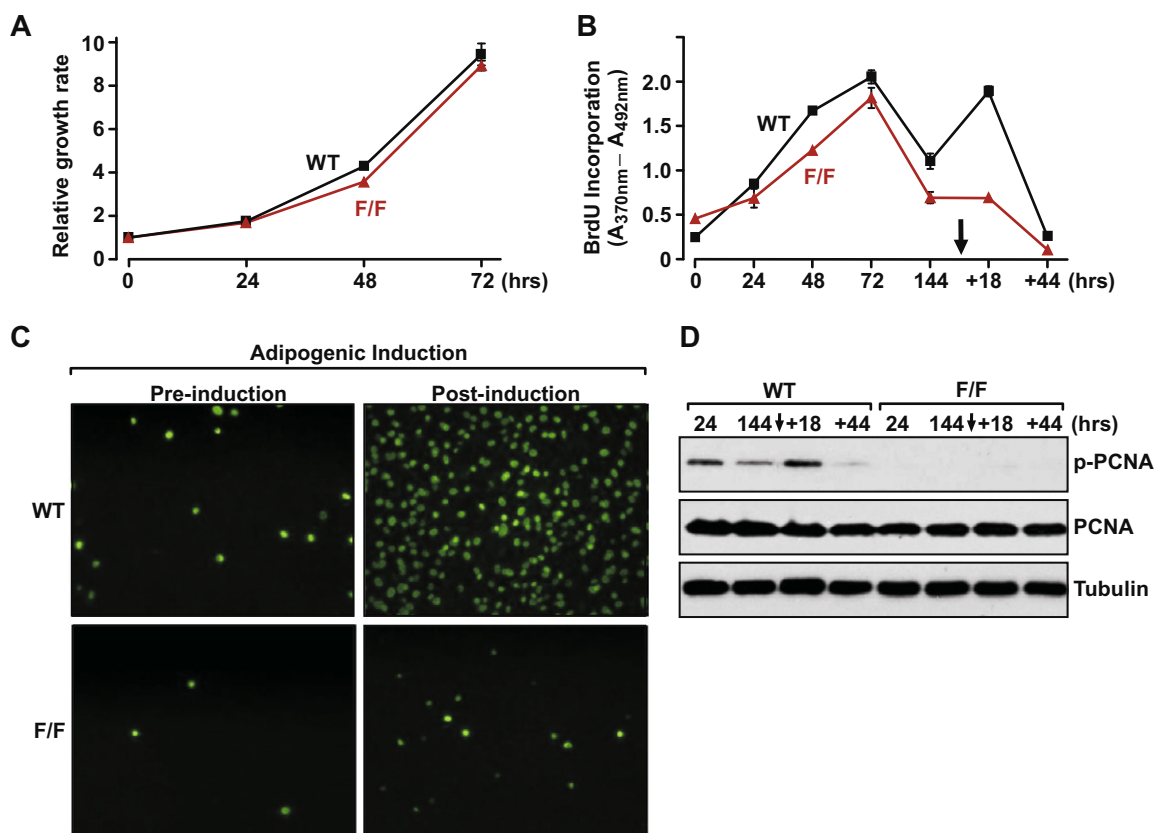 A
Relative growth rate
10
8
6
4
2
0
WT
F/F
0 24 48 72 (hrs)
B
BrdU Incorporation
(A370nm– A492nm)
2.0
1.5
1.0
0.5
0
WT
F/F
0 24 48 72 144 +18 +44 (hrs)
C
Adipogenic Induction
Pre-induction Post-induction
WT
F/F
D
WT F/F
24 144 +18 +44 24 144 +18 +44 (hrs)
p-PCNA
PCNA
Tubulin